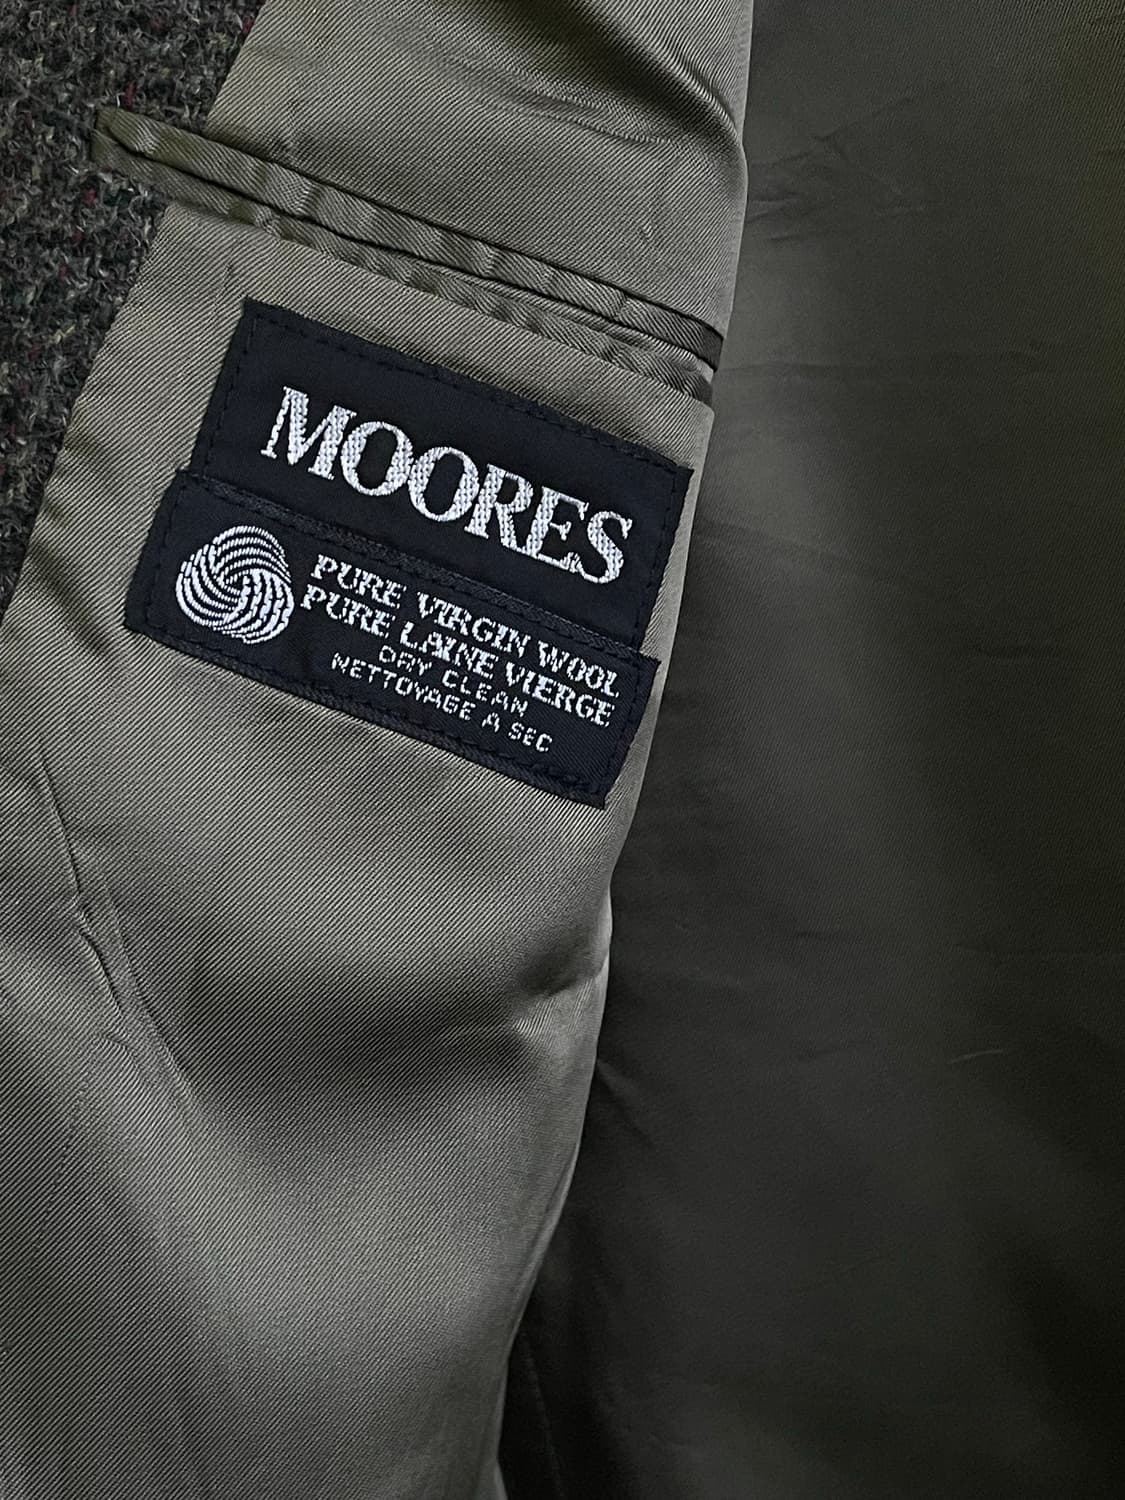 MOORES
PURE VIRGIN WOOL
PURE LAINE VIERGE
DRY CLEAN
NETTOYAGE A SEC